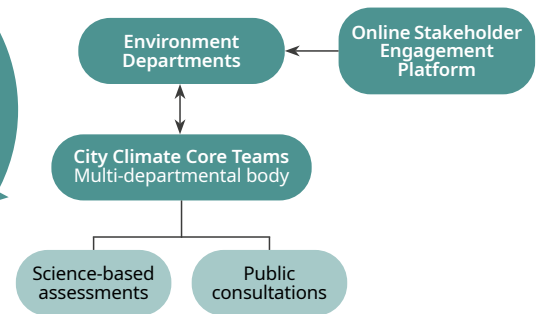 Environment
Departments
Online Stakeholder
Engagement
Platform
City Climate Core Teams
Multi-departmental body
Science-based
assessments
Public
consultations